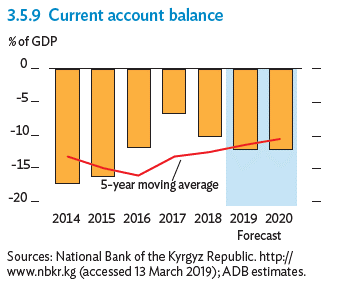 3.5.9 Current account balance
% of GDP
0
-5
-10
-15
-20
5-year moving average
2014 2015 2016 2017 2018 2019 2020
Forecast
Sources: National Bank of the Kyrgyz Republic. http://
www.nbkr.kg (accessed 13 March 2019); ADB estimates.